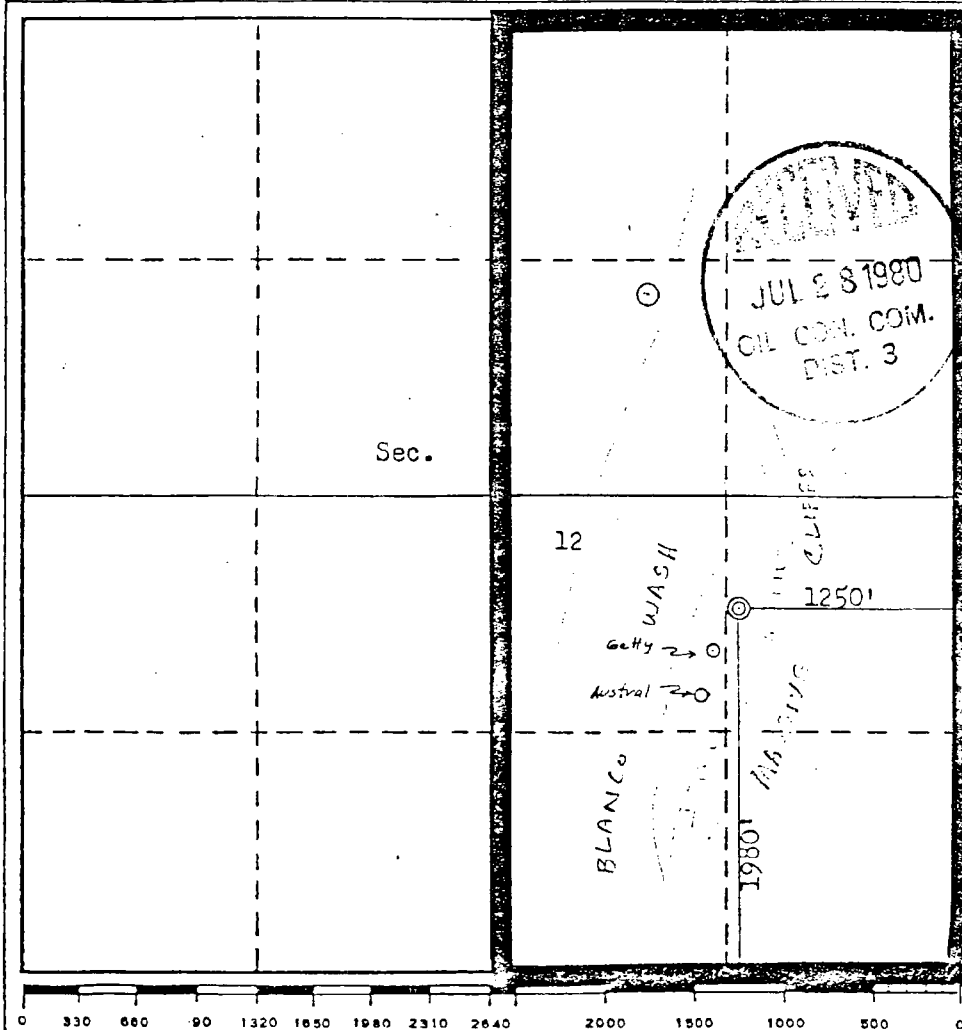 JUL 28 1980
OIL CON. COM.
DIST. 3
Sec.
12
CLIFFS
WASH
1250'
Getty
Austral
BLANCO
1980'
0 330 660 90 1320 1650 1980 2310 2640 2000 1500 1000 500 0